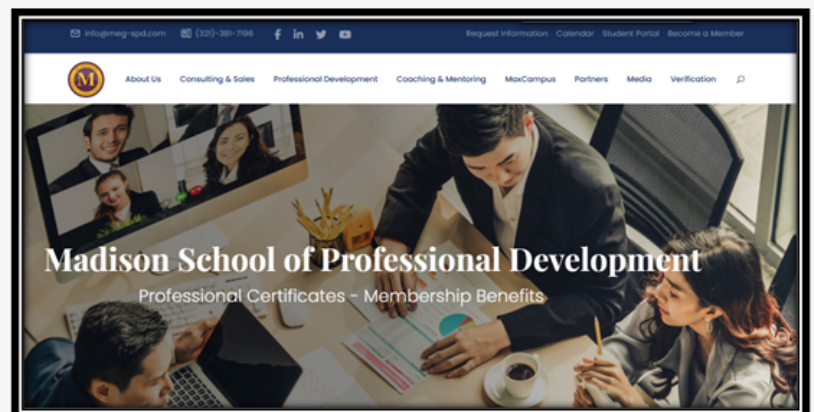 info@meg-spd.com (321)-381-7196 Request Information Calendar Student Portal Become a Member
M About Us Consulting & Sales Professional Development Coaching & Mentoring MaxCampus Partners Media Verification
Madison School of Professional Development
Professional Certificates - Membership Benefits